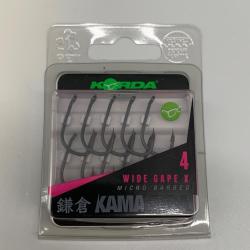 KORDA
4
WIDE GAPE X
MICRO BARBED
鎌倉 KAMA